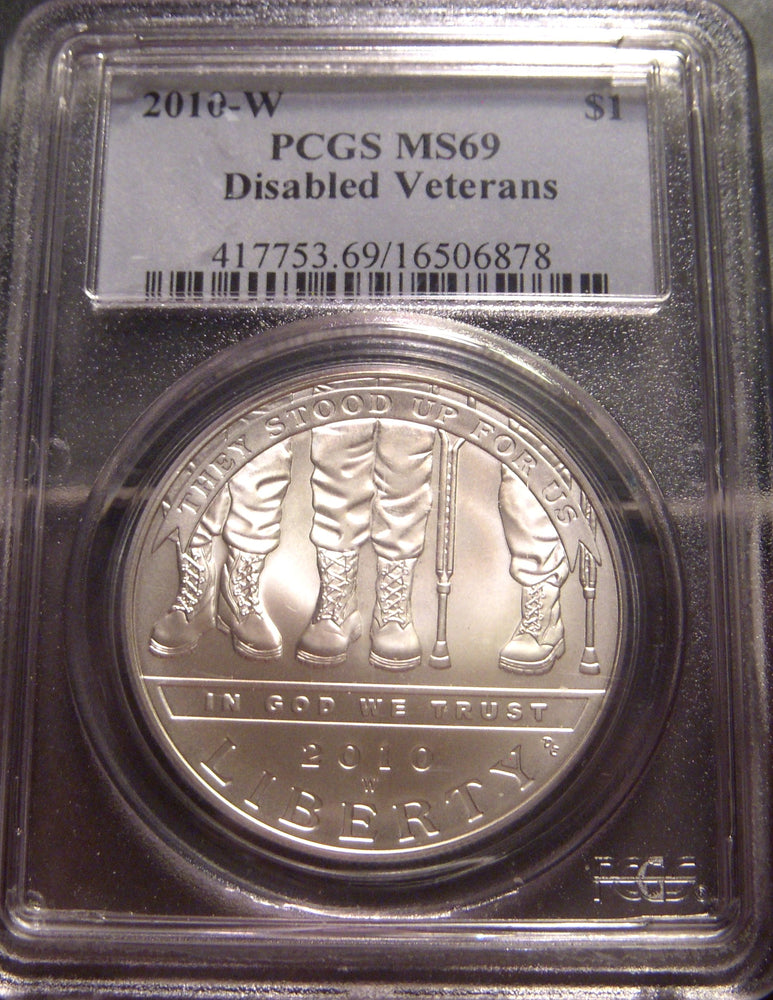 2010-W $1
PCGS MS69
Disabled Veterans
417753.69/16506878
THEY STOOD UP FOR US
IN GOD WE TRUST
2010
W
LIBERTY
DE
PCGS